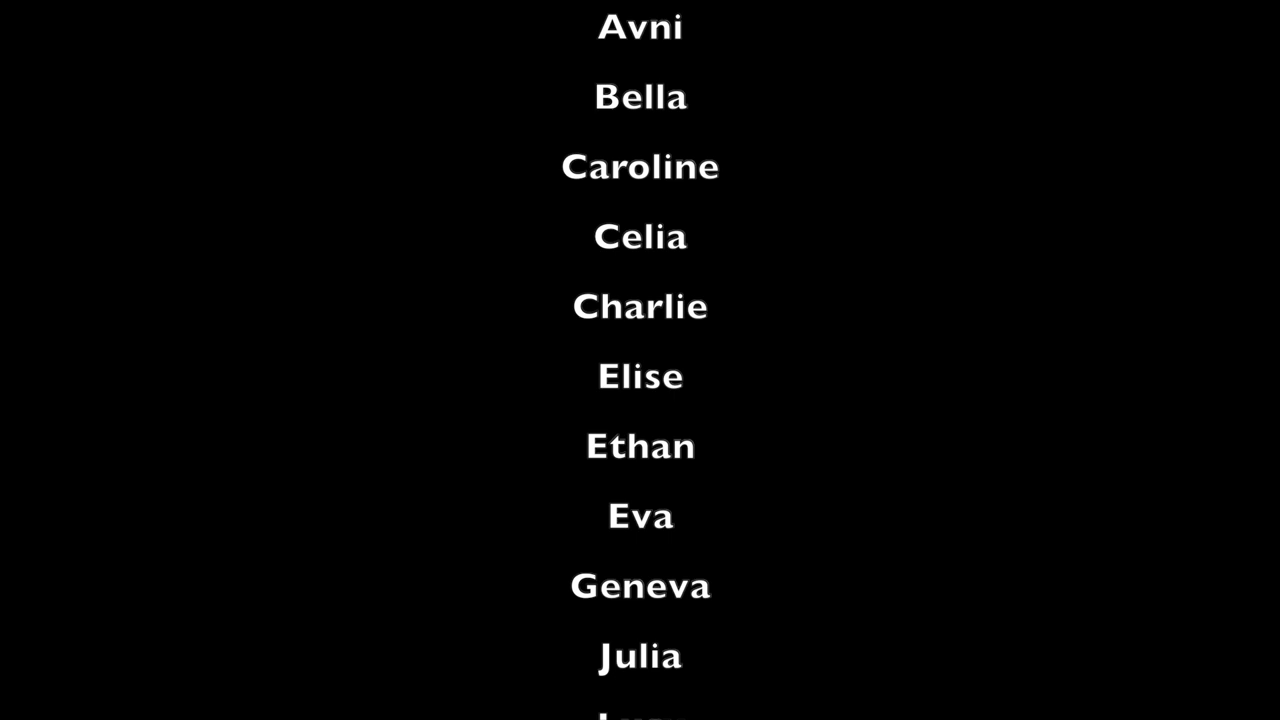 Avni
Bella
Caroline
Celia
Charlie
Elise
Ethan
Eva
Geneva
Julia